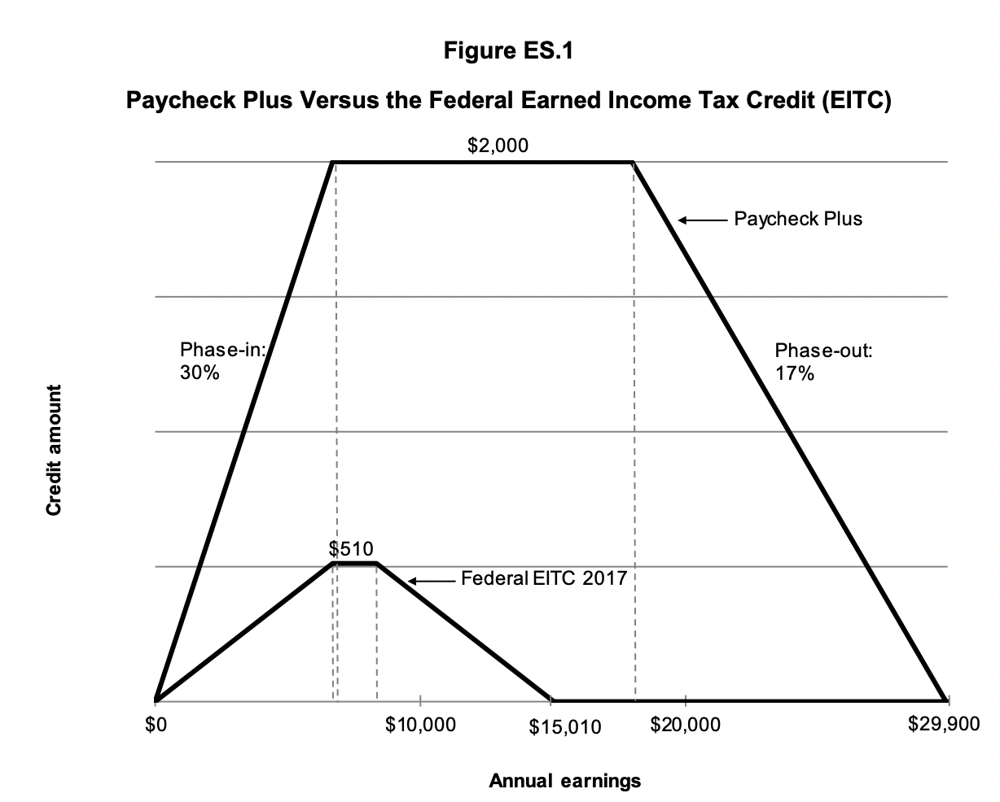 Figure ES.1
Paycheck Plus Versus the Federal Earned Income Tax Credit (EITC)
$2,000
Paycheck Plus
Phase-in:
30%
Phase-out:
17%
Credit amount
$510
Federal EITC 2017
$0
$10,000
$15,010
$20,000
$29,900
Annual earnings